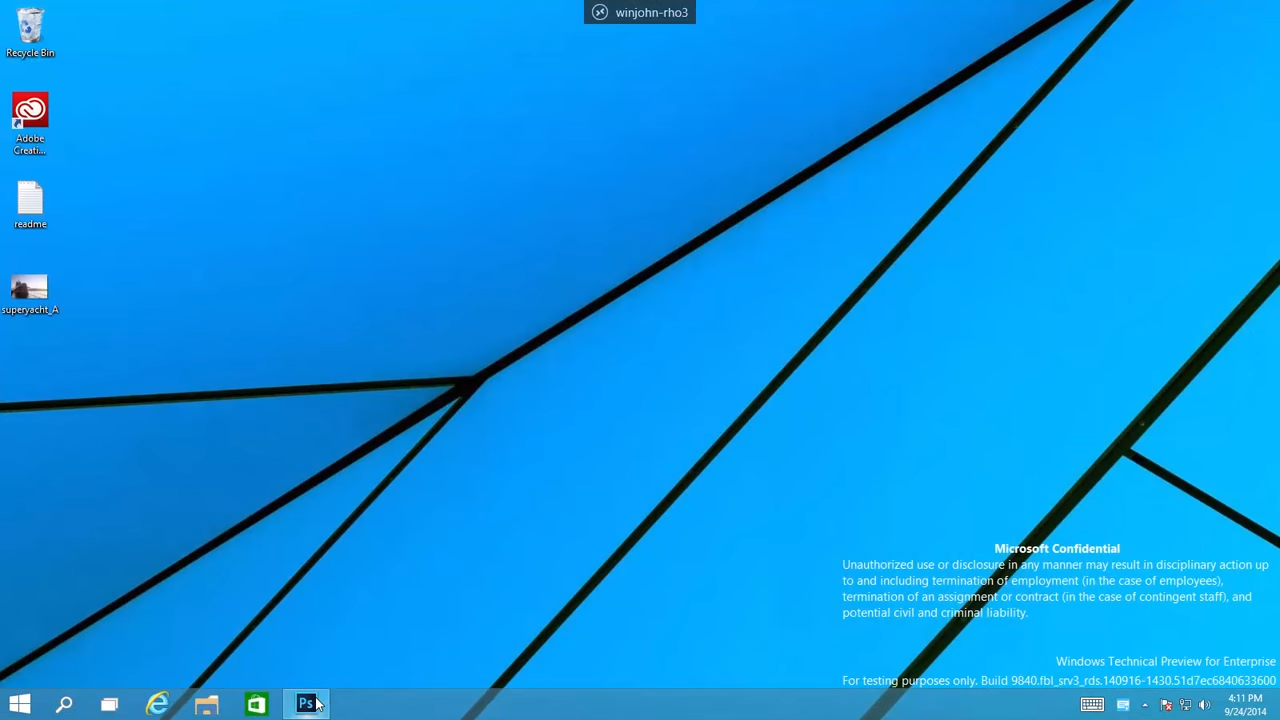 winjohn-rho3
Recycle Bin
Adobe
Creati...
readme
superyacht_A
Microsoft Confidential
Unauthorized use or disclosure in any manner may result in disciplinary action up
to and including termination of employment (in the case of employees),
termination of an assignment or contract (in the case of contingent staff), and
potential civil and criminal liability.
Windows Technical Preview for Enterprise
For testing purposes only. Build 9840.fbl_srv3_rds.140916-1430.51d7ec6840633600
Ps
4:11 PM
9/24/2014